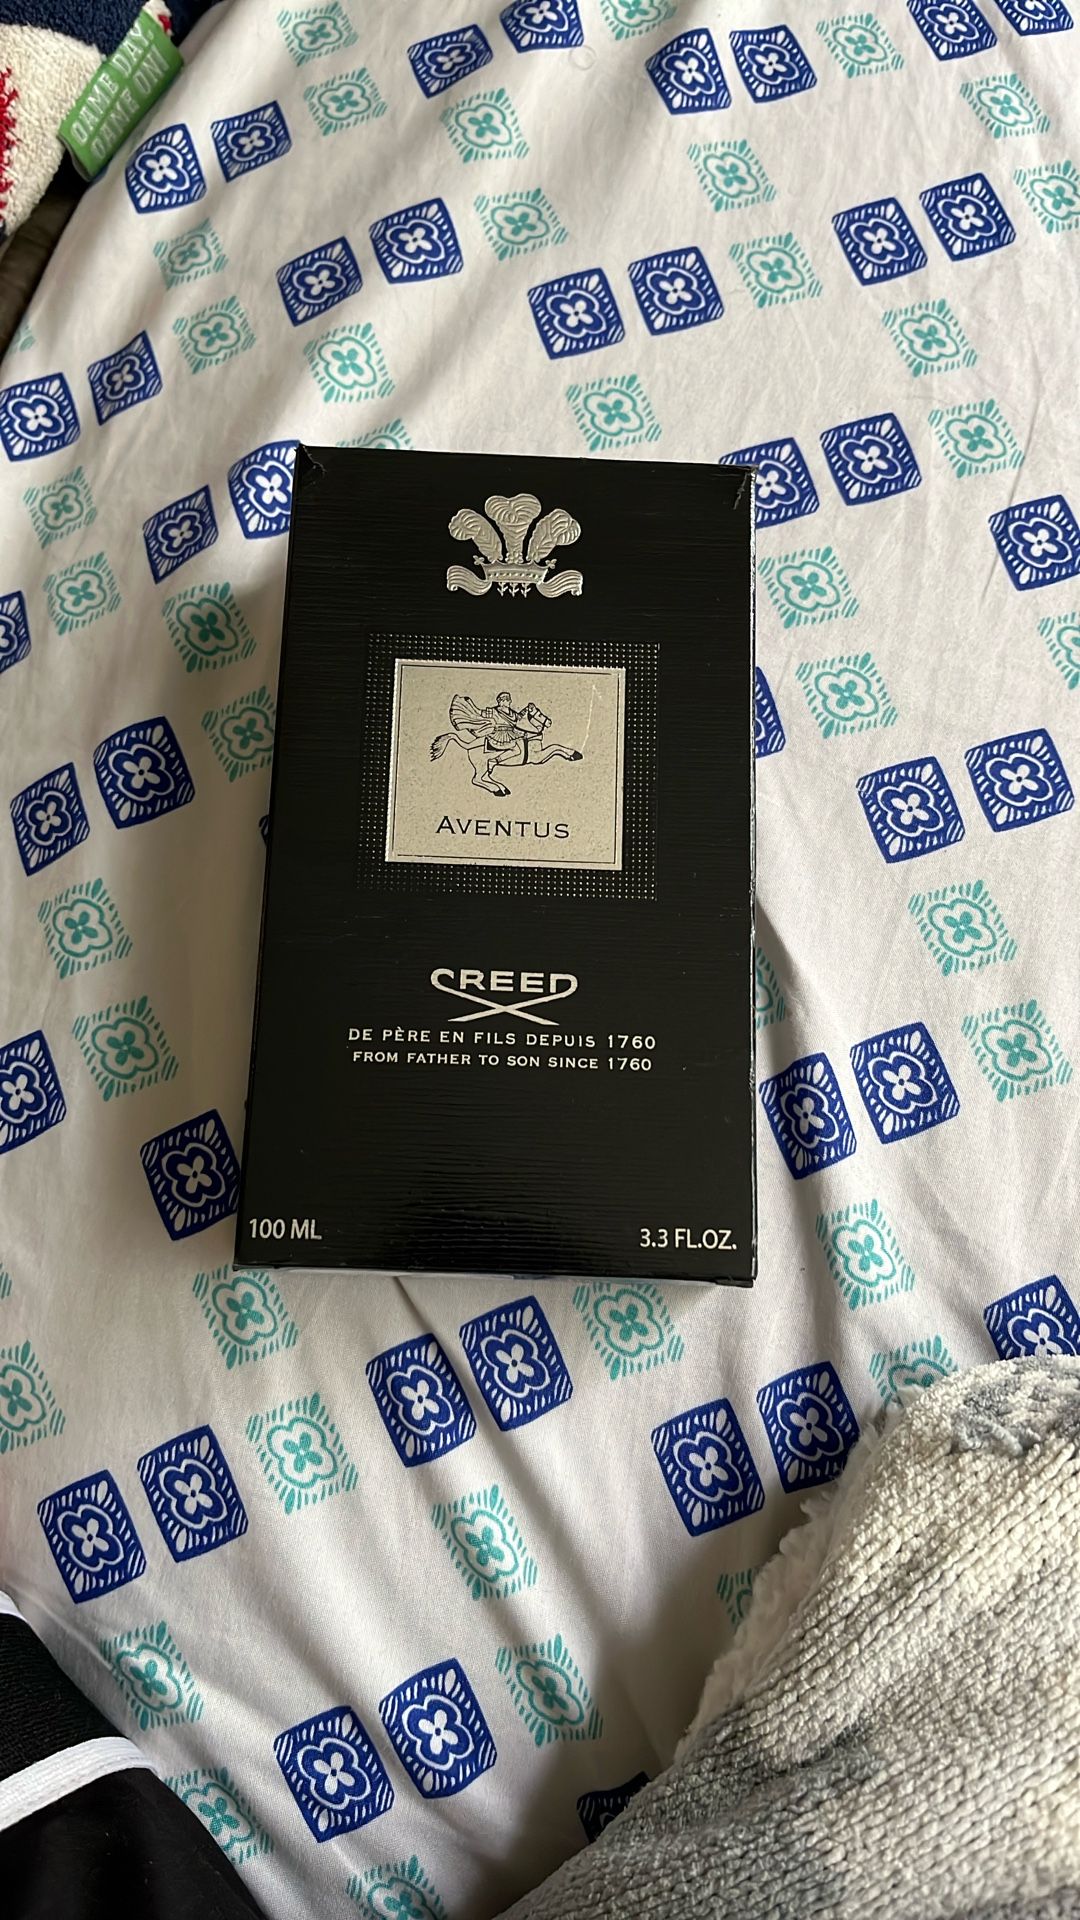 GAME DAY,
GAME ON!
AVENTUS
CREED
DE PÈRE EN FILS DEPUIS 1760
FROM FATHER TO SON SINCE 1760
100 ML
3.3 FL.OZ.